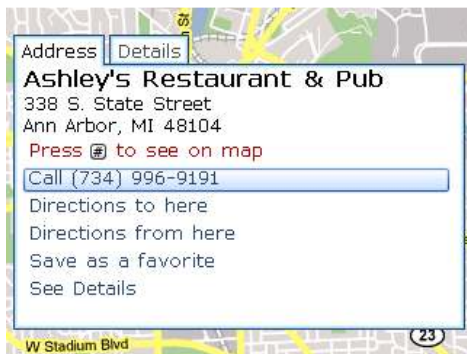 Address Details
Ashley's Restaurant & Pub
338 S. State Street
Ann Arbor, MI 48104
Press # to see on map
Call (734) 996-9191
Directions to here
Directions from here
Save as a favorite
See Details
23
W Stadium Blvd